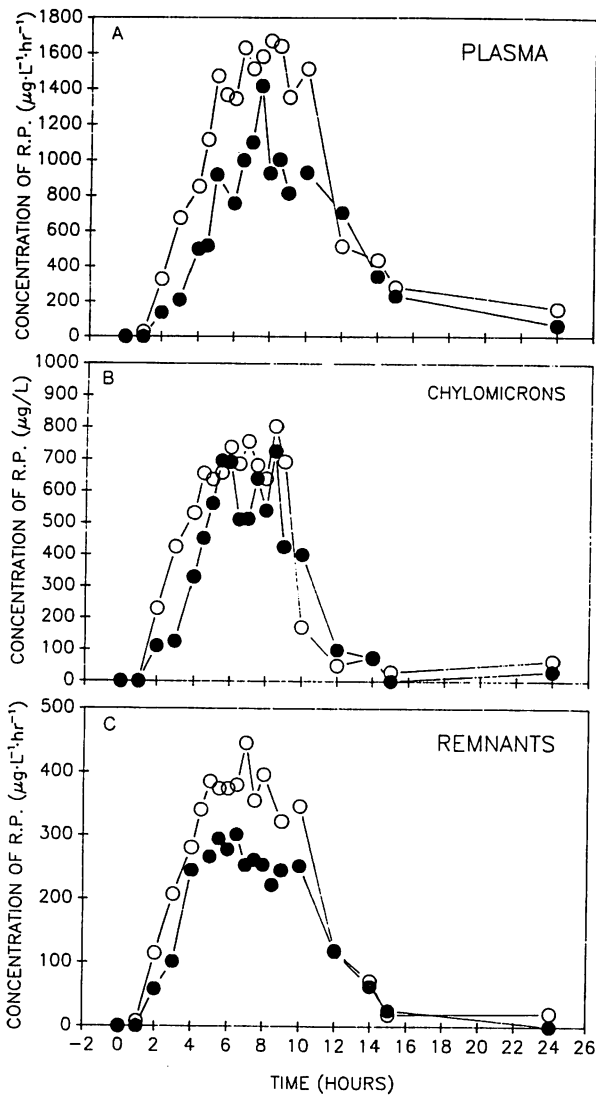 A
PLASMA
CONCENTRATION OF R.P. (µg·L⁻¹·hr⁻¹)
1800
1600
1400
1200
1000
800
600
400
200
0
B
CHYLOMICRONS
CONCENTRATION OF R.P. (µg/L)
1000
900
800
700
600
500
400
300
200
100
0
C
REMNANTS
CONCENTRATION OF R.P. (µg·L⁻¹·hr⁻¹)
500
400
300
200
100
0
-2 0 2 4 6 8 10 12 14 16 18 20 22 24 26
TIME (HOURS)